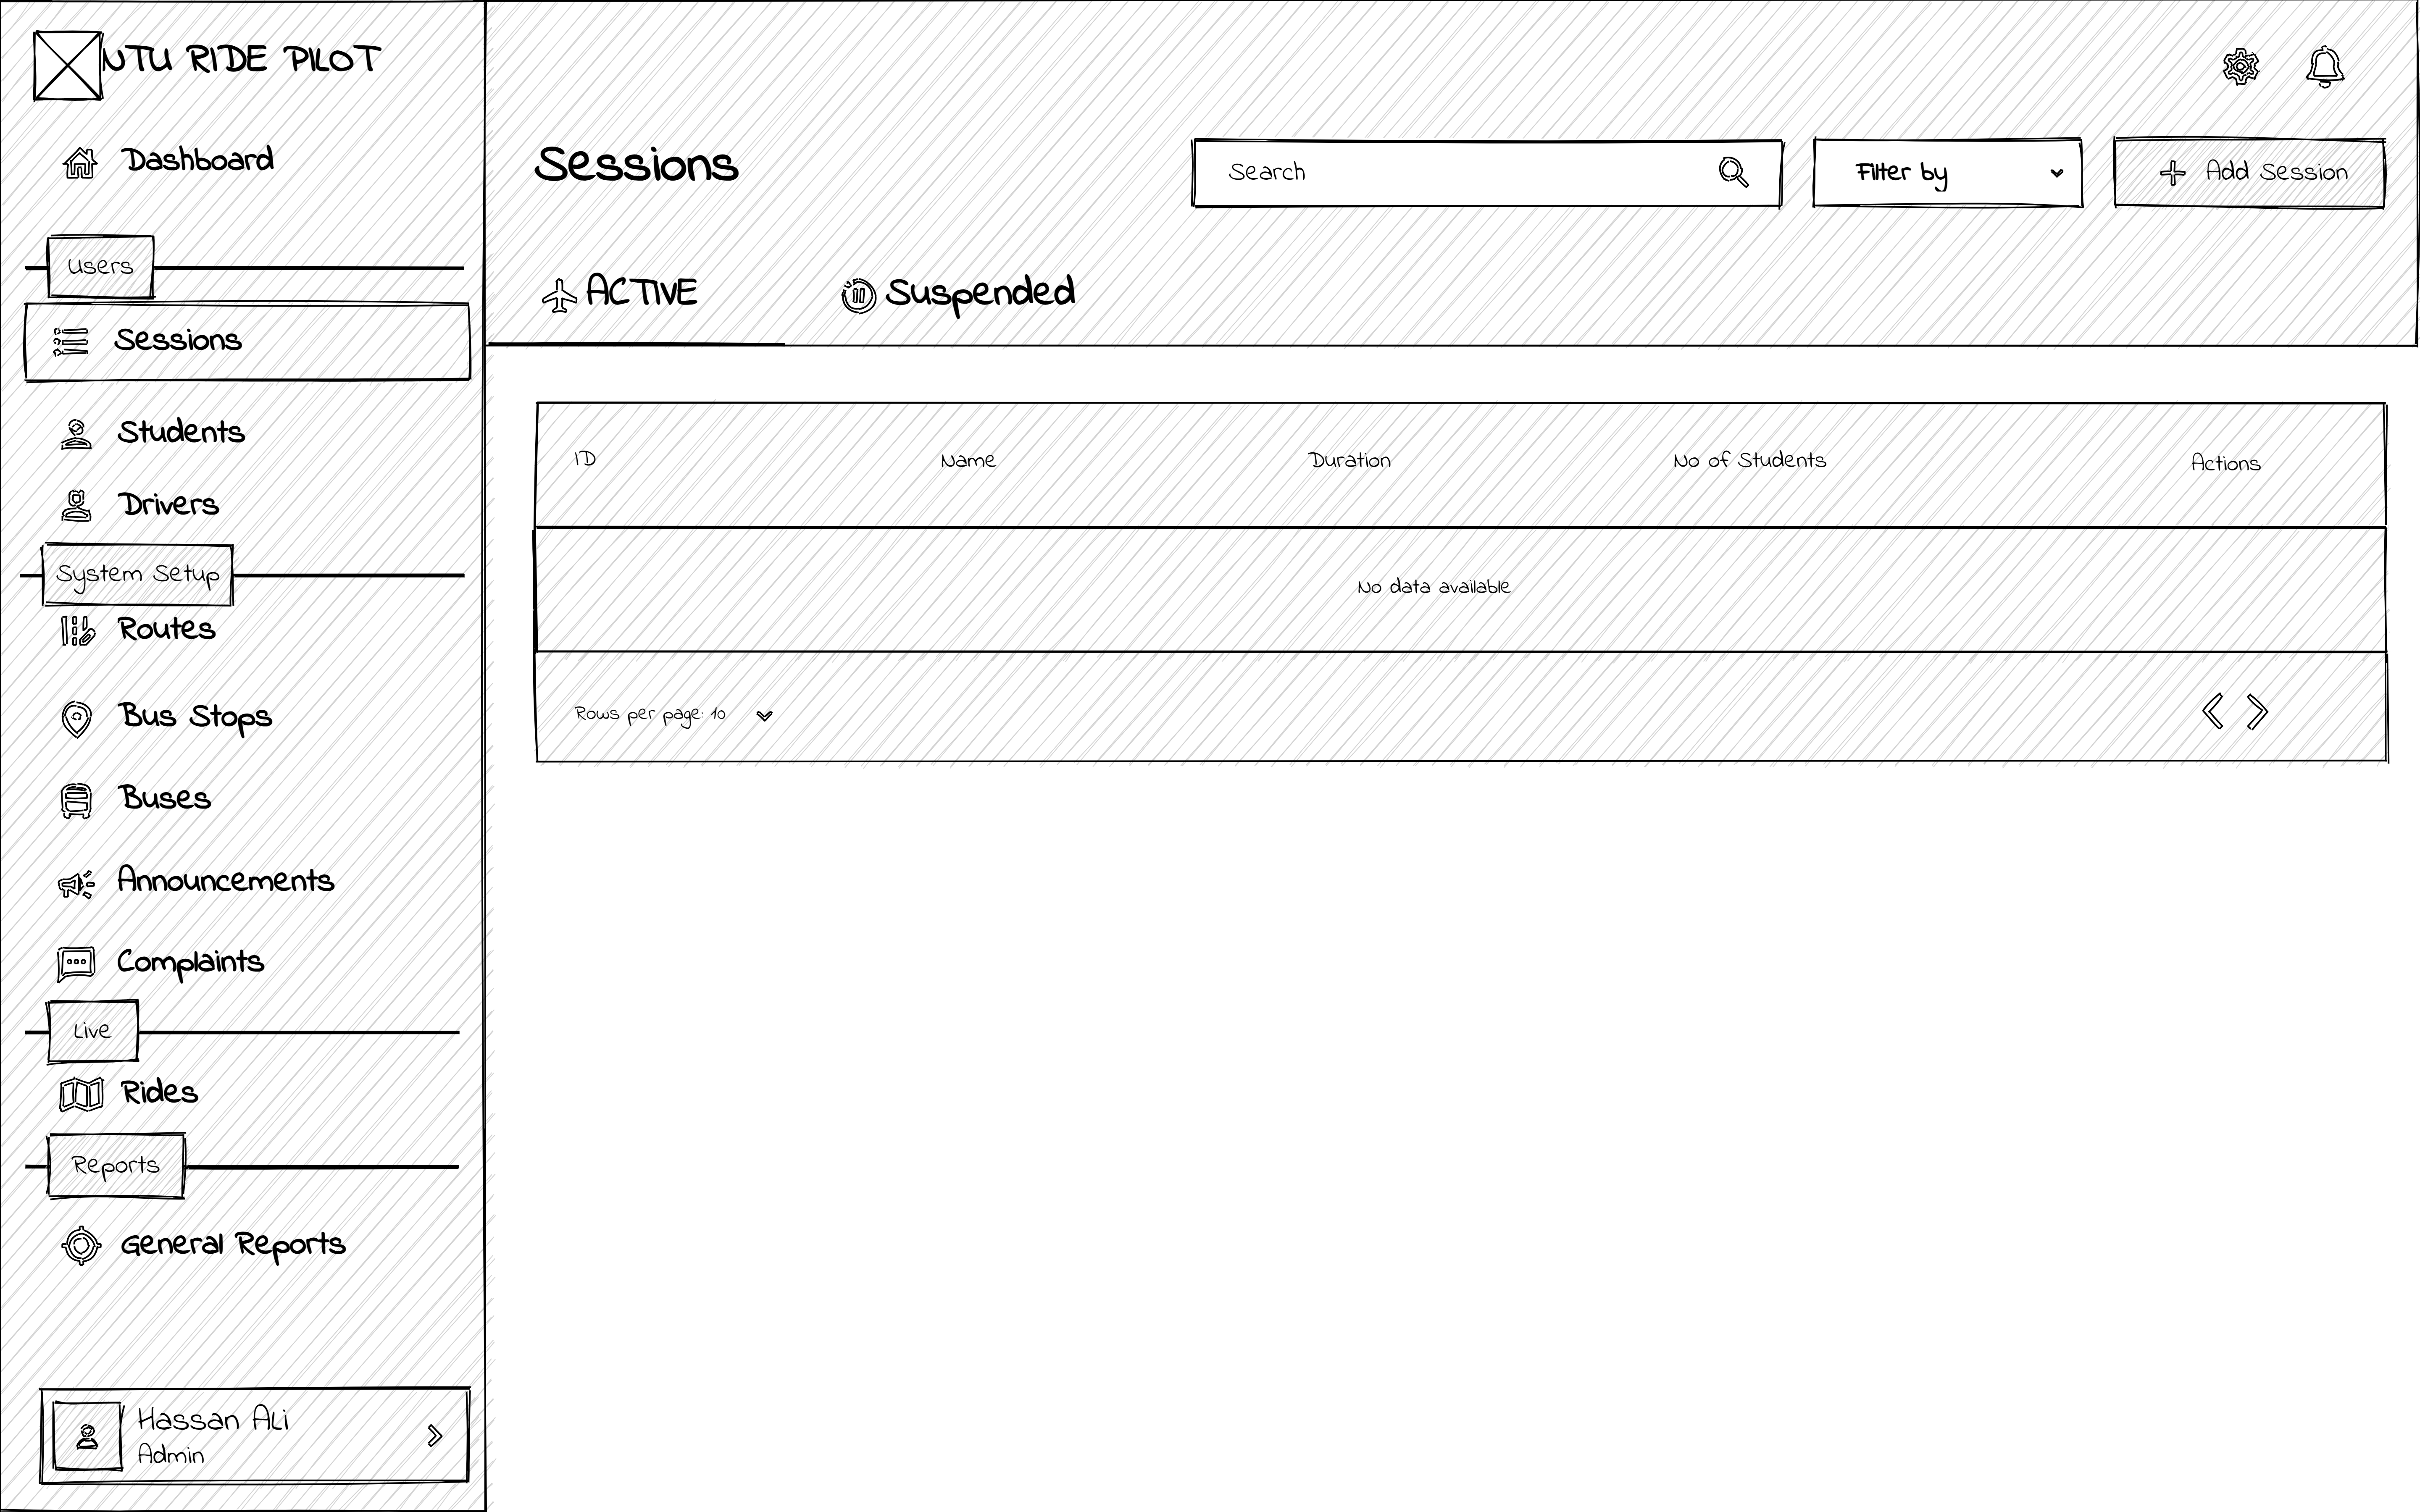 NTU RIDE PILOT
Dashboard
Users
Sessions
Students
Drivers
System Setup
Routes
Bus Stops
Buses
Announcements
Complaints
Live
Rides
Reports
General Reports
Hassan Ali
Admin
Sessions
Search
Filter by
Add Session
ACTIVE
Suspended
ID Name Duration No of Students Actions
No data available
Rows per page: 10